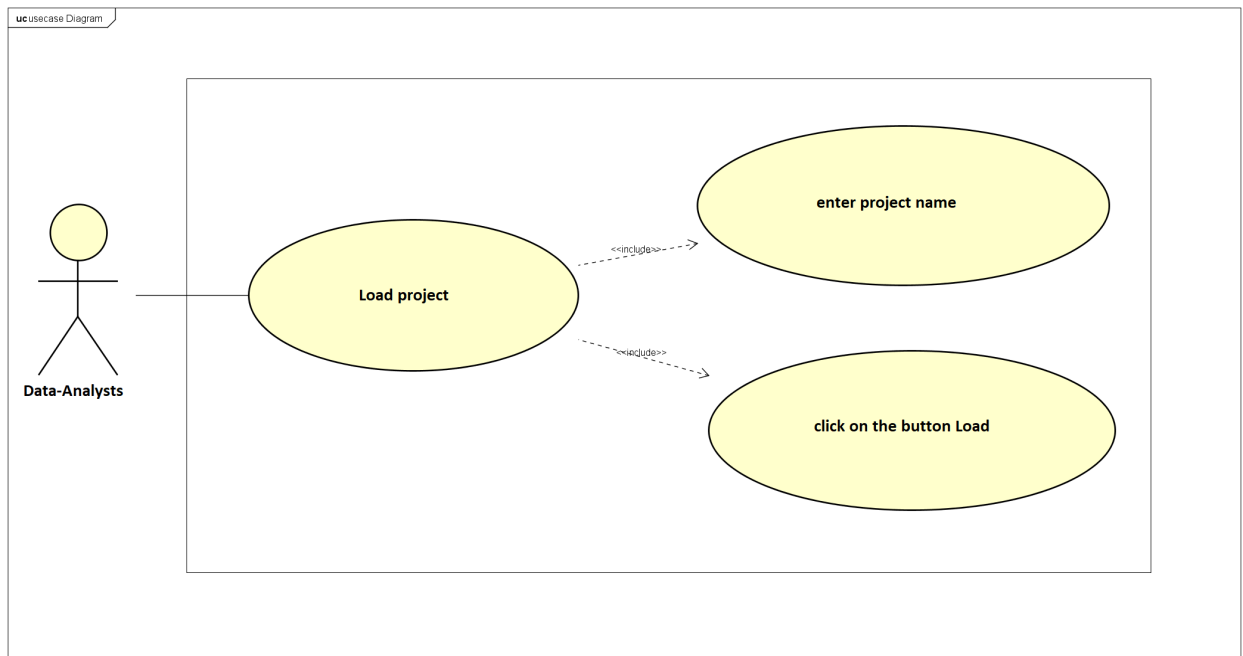 uc usecase Diagram
enter project name
<<include>>
Load project
<<include>>
Data-Analysts
click on the button Load